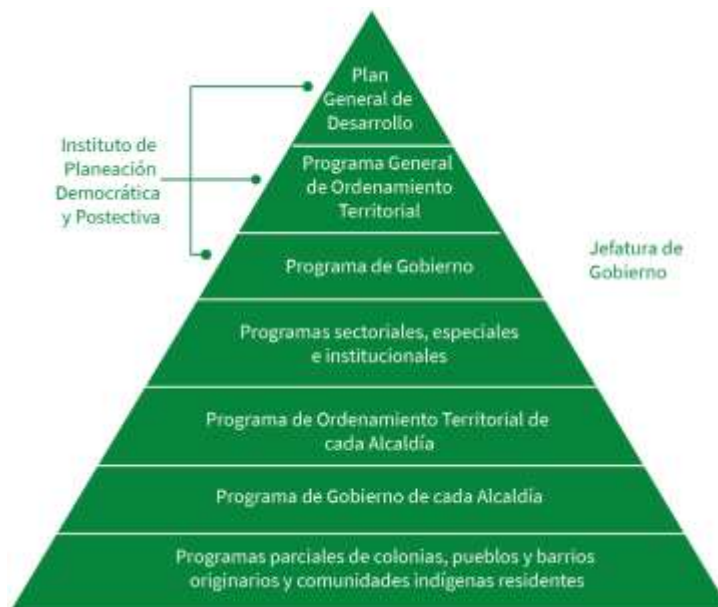 Plan
General de
Desarrollo
Instituto de
Planeación
Democrática
y Postectiva
Programa General
de Ordenamiento
Territorial
Programa de Gobierno
Jefatura de
Gobierno
Programas sectoriales, especiales
e institucionales
Programa de Ordenamiento Territorial de
cada Alcaldía
Programa de Gobierno de cada Alcaldía
Programas parciales de colonias, pueblos y barrios
originarios y comunidades indígenas residentes